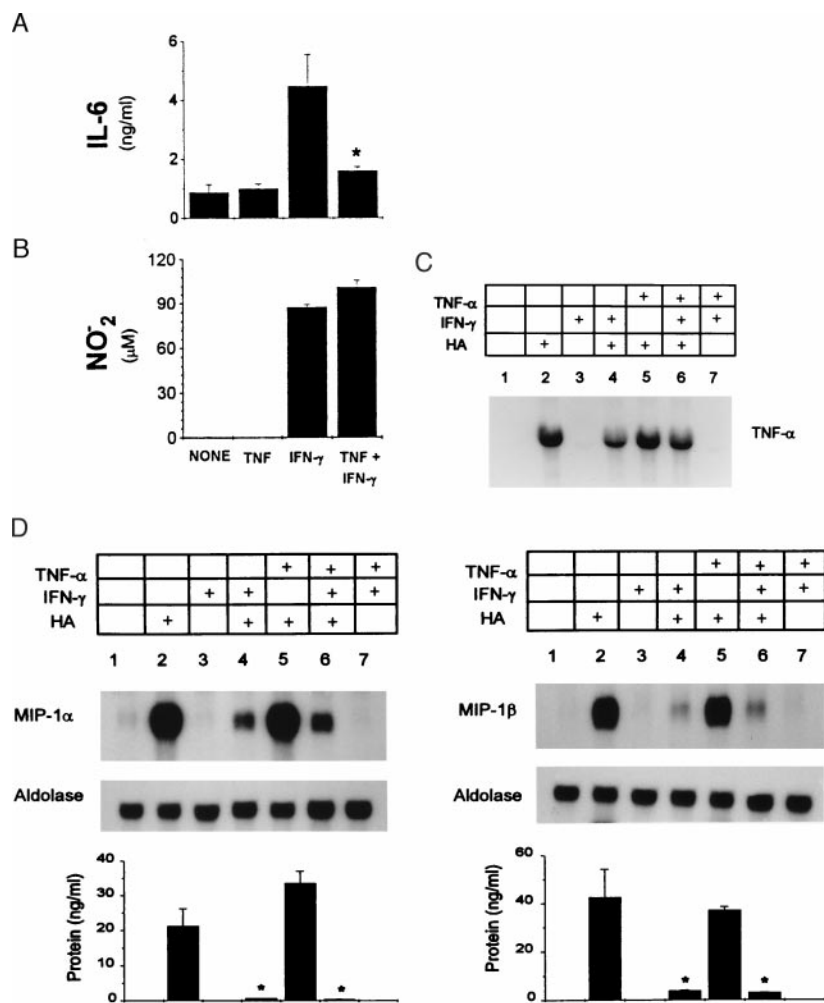 A
IL-6
(ng/ml)
6
4
2
0
*
B
NO₂⁻
(μM)
120
90
60
30
0
NONE TNF IFN-γ TNF + IFN-γ
C
TNF-α + + +
IFN-γ + + + +
HA + + + +
1 2 3 4 5 6 7
TNF-α
D
TNF-α + + +
IFN-γ + + + +
HA + + + +
1 2 3 4 5 6 7
MIP-1α
Aldolase
Protein (ng/ml)
40
30
20
10
0
* *
TNF-α + + +
IFN-γ + + + +
HA + + + +
1 2 3 4 5 6 7
MIP-1β
Aldolase
Protein (ng/ml)
60
40
20
0
* *